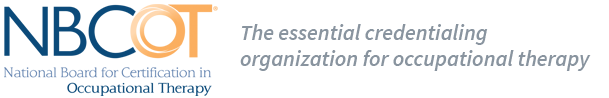 NBCOT®
National Board for Certification in
Occupational Therapy
The essential credentialing
organization for occupational therapy